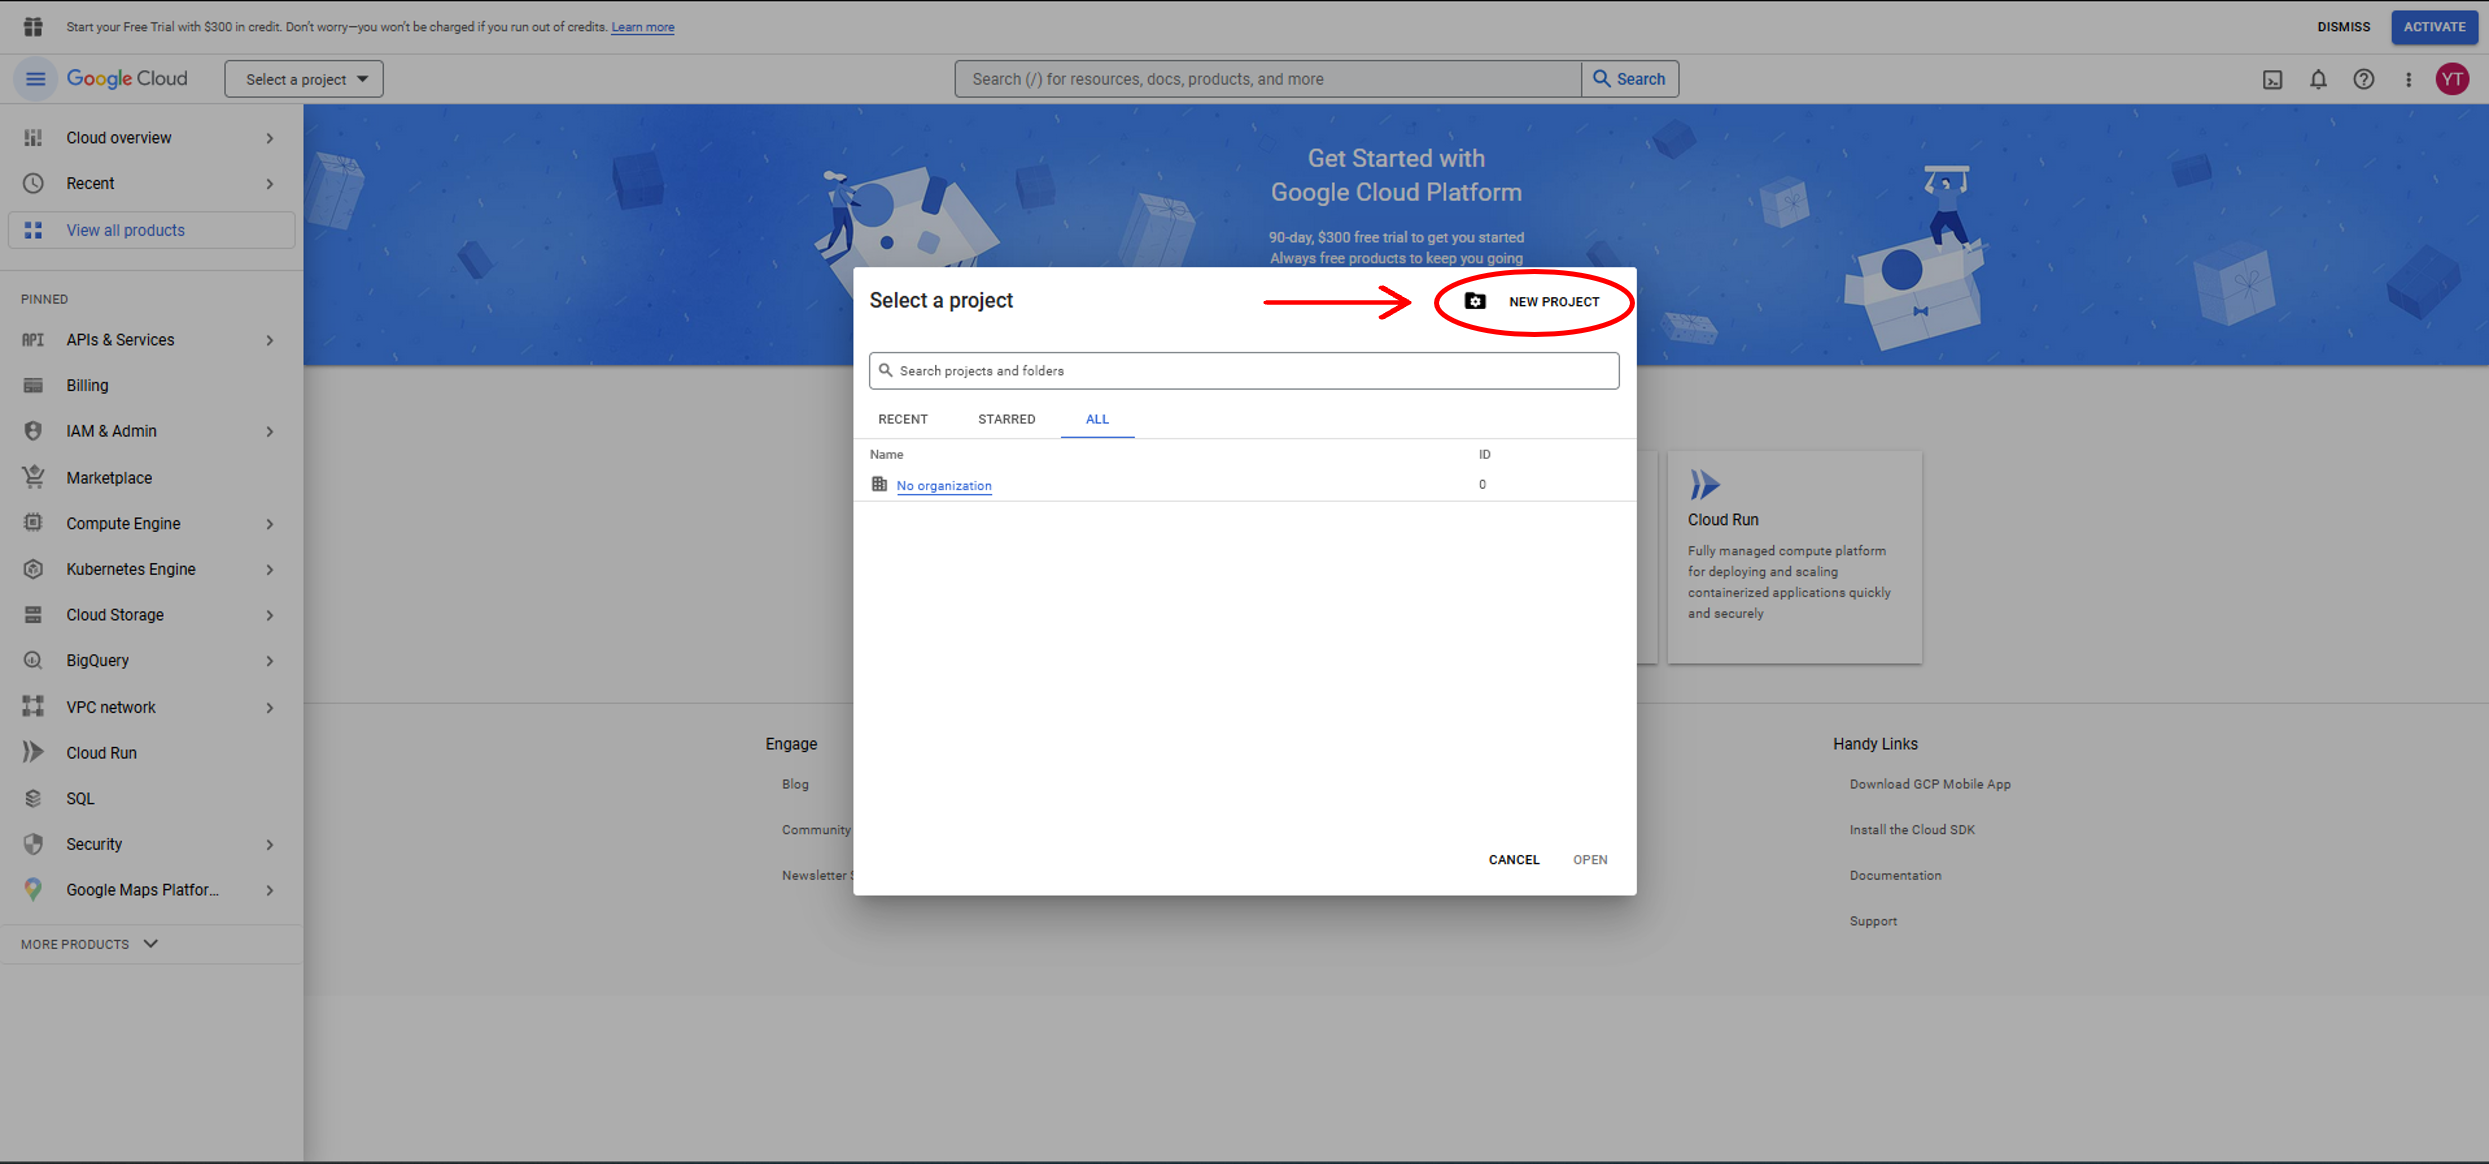 Start your Free Trial with $300 in credit. Don't worry—you won't be charged if you run out of credits. Learn more
DISMISS
ACTIVATE
Google Cloud
Select a project
Search (/) for resources, docs, products, and more
Search
YT
Cloud overview
Recent
View all products
PINNED
API APIs & Services
Billing
IAM & Admin
Marketplace
Compute Engine
Kubernetes Engine
Cloud Storage
BigQuery
VPC network
Cloud Run
SQL
Security
Google Maps Platfor...
MORE PRODUCTS
Get Started with
Google Cloud Platform
90-day, $300 free trial to get you started
Always free products to keep you going
Select a project
NEW PROJECT
Search projects and folders
RECENT
STARRED
ALL
Name
ID
No organization
0
CANCEL
OPEN
Cloud Run
Fully managed compute platform
for deploying and scaling
containerized applications quickly
and securely
Engage
Blog
Community
Newsletter
Handy Links
Download GCP Mobile App
Install the Cloud SDK
Documentation
Support